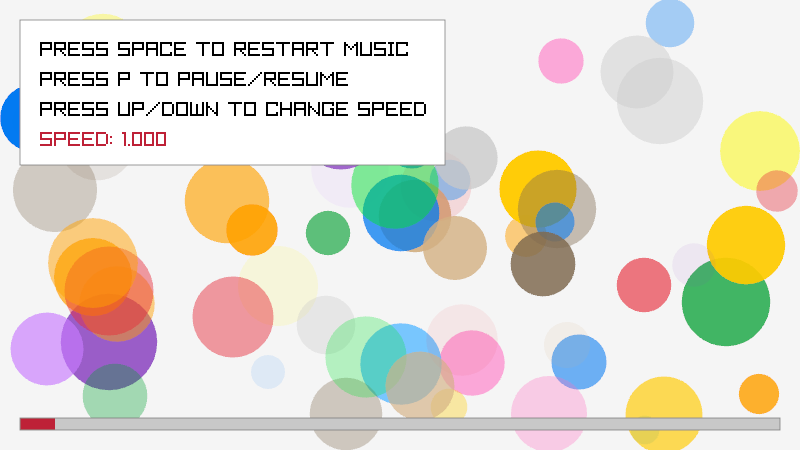 PRESS SPACE TO RESTART MUSIC
PRESS P TO PAUSE/RESUME
PRESS UP/DOWN TO CHANGE SPEED
SPEED: 1.000